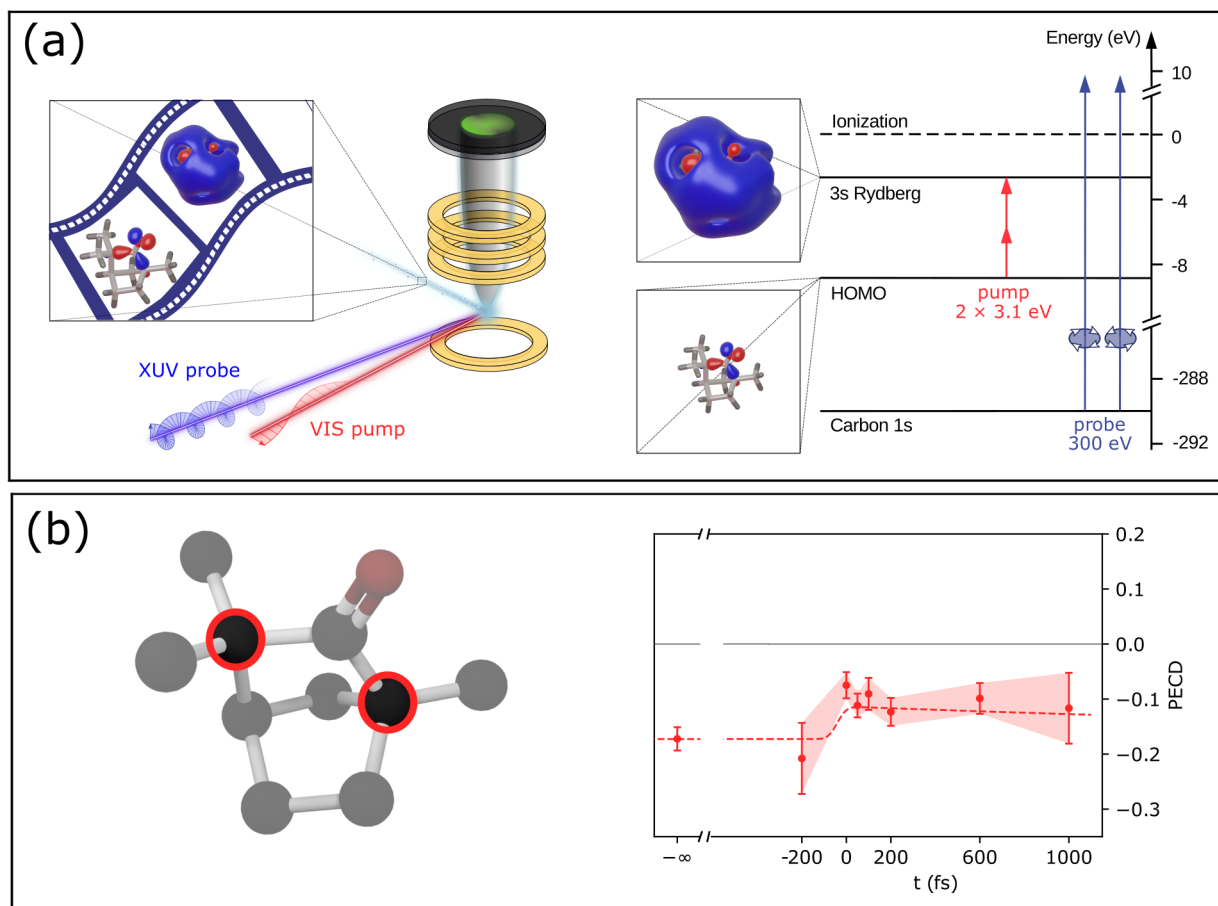 (a)
XUV probe
VIS pump
Energy (eV)
10
Ionization
0
3s Rydberg
-4
-8
HOMO
pump
2 × 3.1 eV
-288
Carbon 1s
probe
300 eV
-292
(b)
0.2
0.1
0.0
−0.1
−0.2
−0.3
PECD
−∞
-200
0
200
600
1000
t (fs)